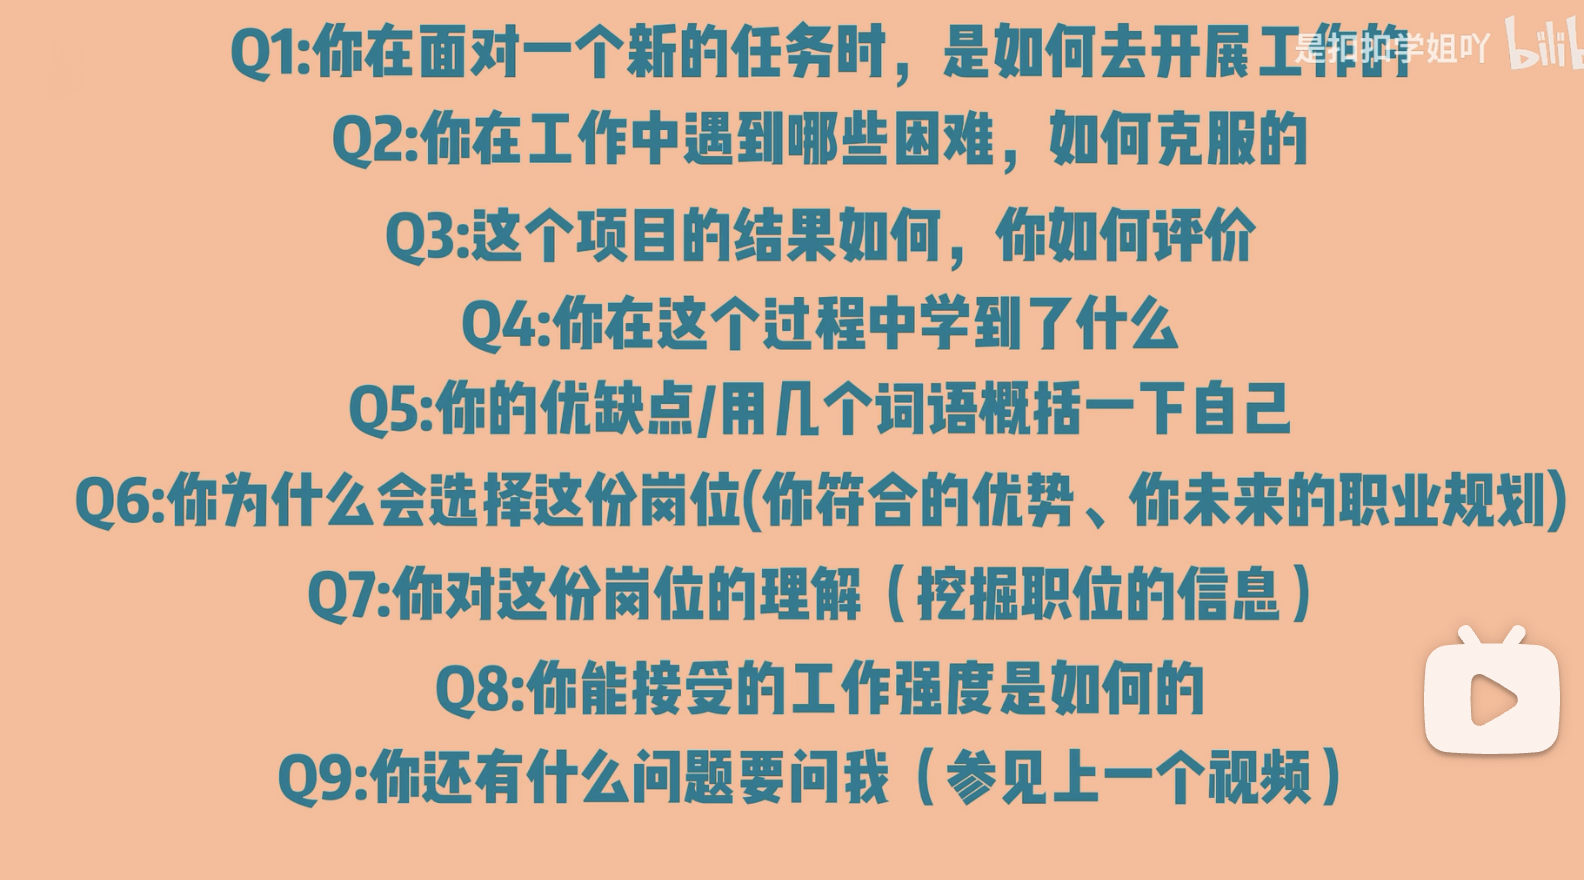 Q1:你在面对一个新的任务时，是如何去开展工作的
是扣扣学姐吖 bilib
Q2:你在工作中遇到哪些困难，如何克服的
Q3:这个项目的结果如何，你如何评价
Q4:你在这个过程中学到了什么
Q5:你的优缺点/用几个词语概括一下自己
Q6:你为什么会选择这份岗位(你符合的优势、你未来的职业规划)
Q7:你对这份岗位的理解（挖掘职位的信息）
Q8:你能接受的工作强度是如何的
Q9:你还有什么问题要问我（参见上一个视频）